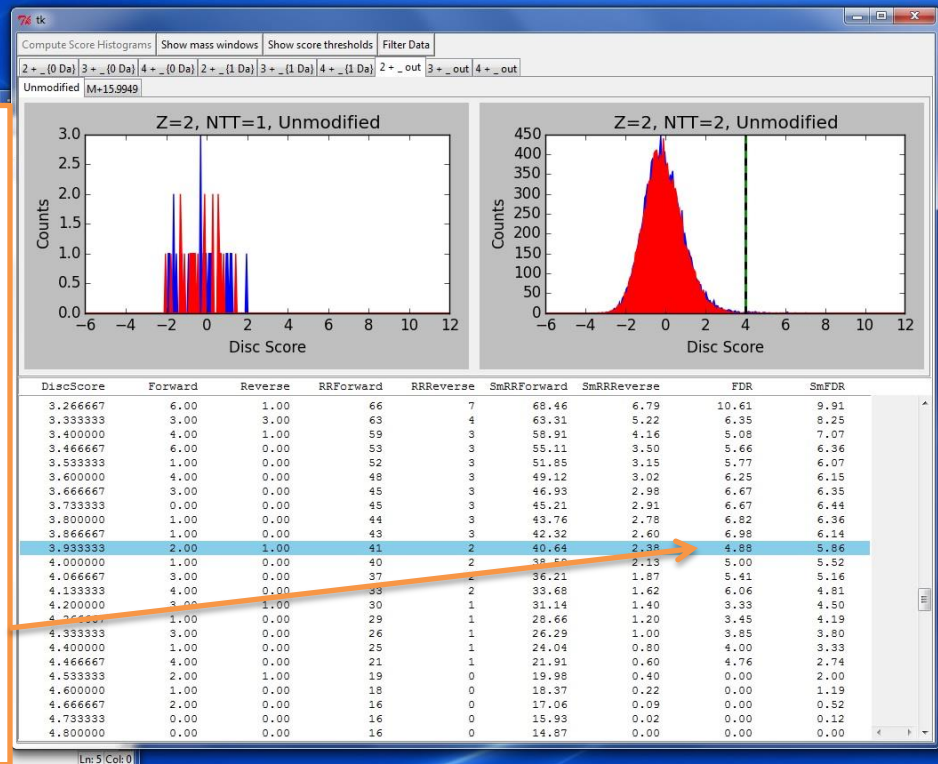 tk
Compute Score Histograms Show mass windows Show score thresholds Filter Data
2 + _ {0 Da} 3 + _ {0 Da} 4 + _ {0 Da} 2 + _ {1 Da} 3 + _ {1 Da} 4 + _ {1 Da} 2 + _ out 3 + _ out 4 + _ out
Unmodified M+15.9949
Z=2, NTT=1, Unmodified
3.0
2.5
2.0
1.5
1.0
0.5
0.0
Counts
−6 −4 −2 0 2 4 6 8 10 12
Disc Score
Z=2, NTT=2, Unmodified
450
400
350
300
250
200
150
100
50
0
Counts
−6 −4 −2 0 2 4 6 8 10 12
Disc Score
DiscScore Forward Reverse RRForward RRReverse SmRRForward SmRRReverse FDR SmFDR
3.266667 6.00 1.00 66 7 68.46 6.79 10.61 9.91
3.333333 3.00 3.00 63 4 63.31 5.22 6.35 8.25
3.400000 4.00 1.00 59 3 58.91 4.16 5.08 7.07
3.466667 6.00 0.00 53 3 55.11 3.50 5.66 6.36
3.533333 1.00 0.00 52 3 51.85 3.15 5.77 6.07
3.600000 4.00 0.00 48 3 49.12 3.02 6.25 6.15
3.666667 3.00 0.00 45 3 46.93 2.98 6.67 6.35
3.733333 0.00 0.00 45 3 45.21 2.91 6.67 6.44
3.800000 1.00 0.00 44 3 43.76 2.78 6.82 6.36
3.866667 1.00 0.00 43 3 42.32 2.60 6.98 6.14
3.933333 2.00 1.00 41 2 40.64 2.38 4.88 5.86
4.000000 1.00 0.00 40 2 38.59 2.13 5.00 5.52
4.066667 3.00 0.00 37 2 36.21 1.87 5.41 5.16
4.133333 4.00 0.00 33 2 33.68 1.62 6.06 4.81
4.200000 3.00 1.00 30 1 31.14 1.40 3.33 4.50
4.266667 1.00 0.00 29 1 28.66 1.20 3.45 4.19
4.333333 3.00 0.00 26 1 26.29 1.00 3.85 3.80
4.400000 1.00 0.00 25 1 24.04 0.80 4.00 3.33
4.466667 4.00 0.00 21 1 21.91 0.60 4.76 2.74
4.533333 2.00 1.00 19 0 19.98 0.40 0.00 2.00
4.600000 1.00 0.00 18 0 18.37 0.22 0.00 1.19
4.666667 2.00 0.00 16 0 17.06 0.09 0.00 0.52
4.733333 0.00 0.00 16 0 15.93 0.02 0.00 0.12
4.800000 0.00 0.00 16 0 14.87 0.00 0.00 0.00
Ln: 5 Col: 0